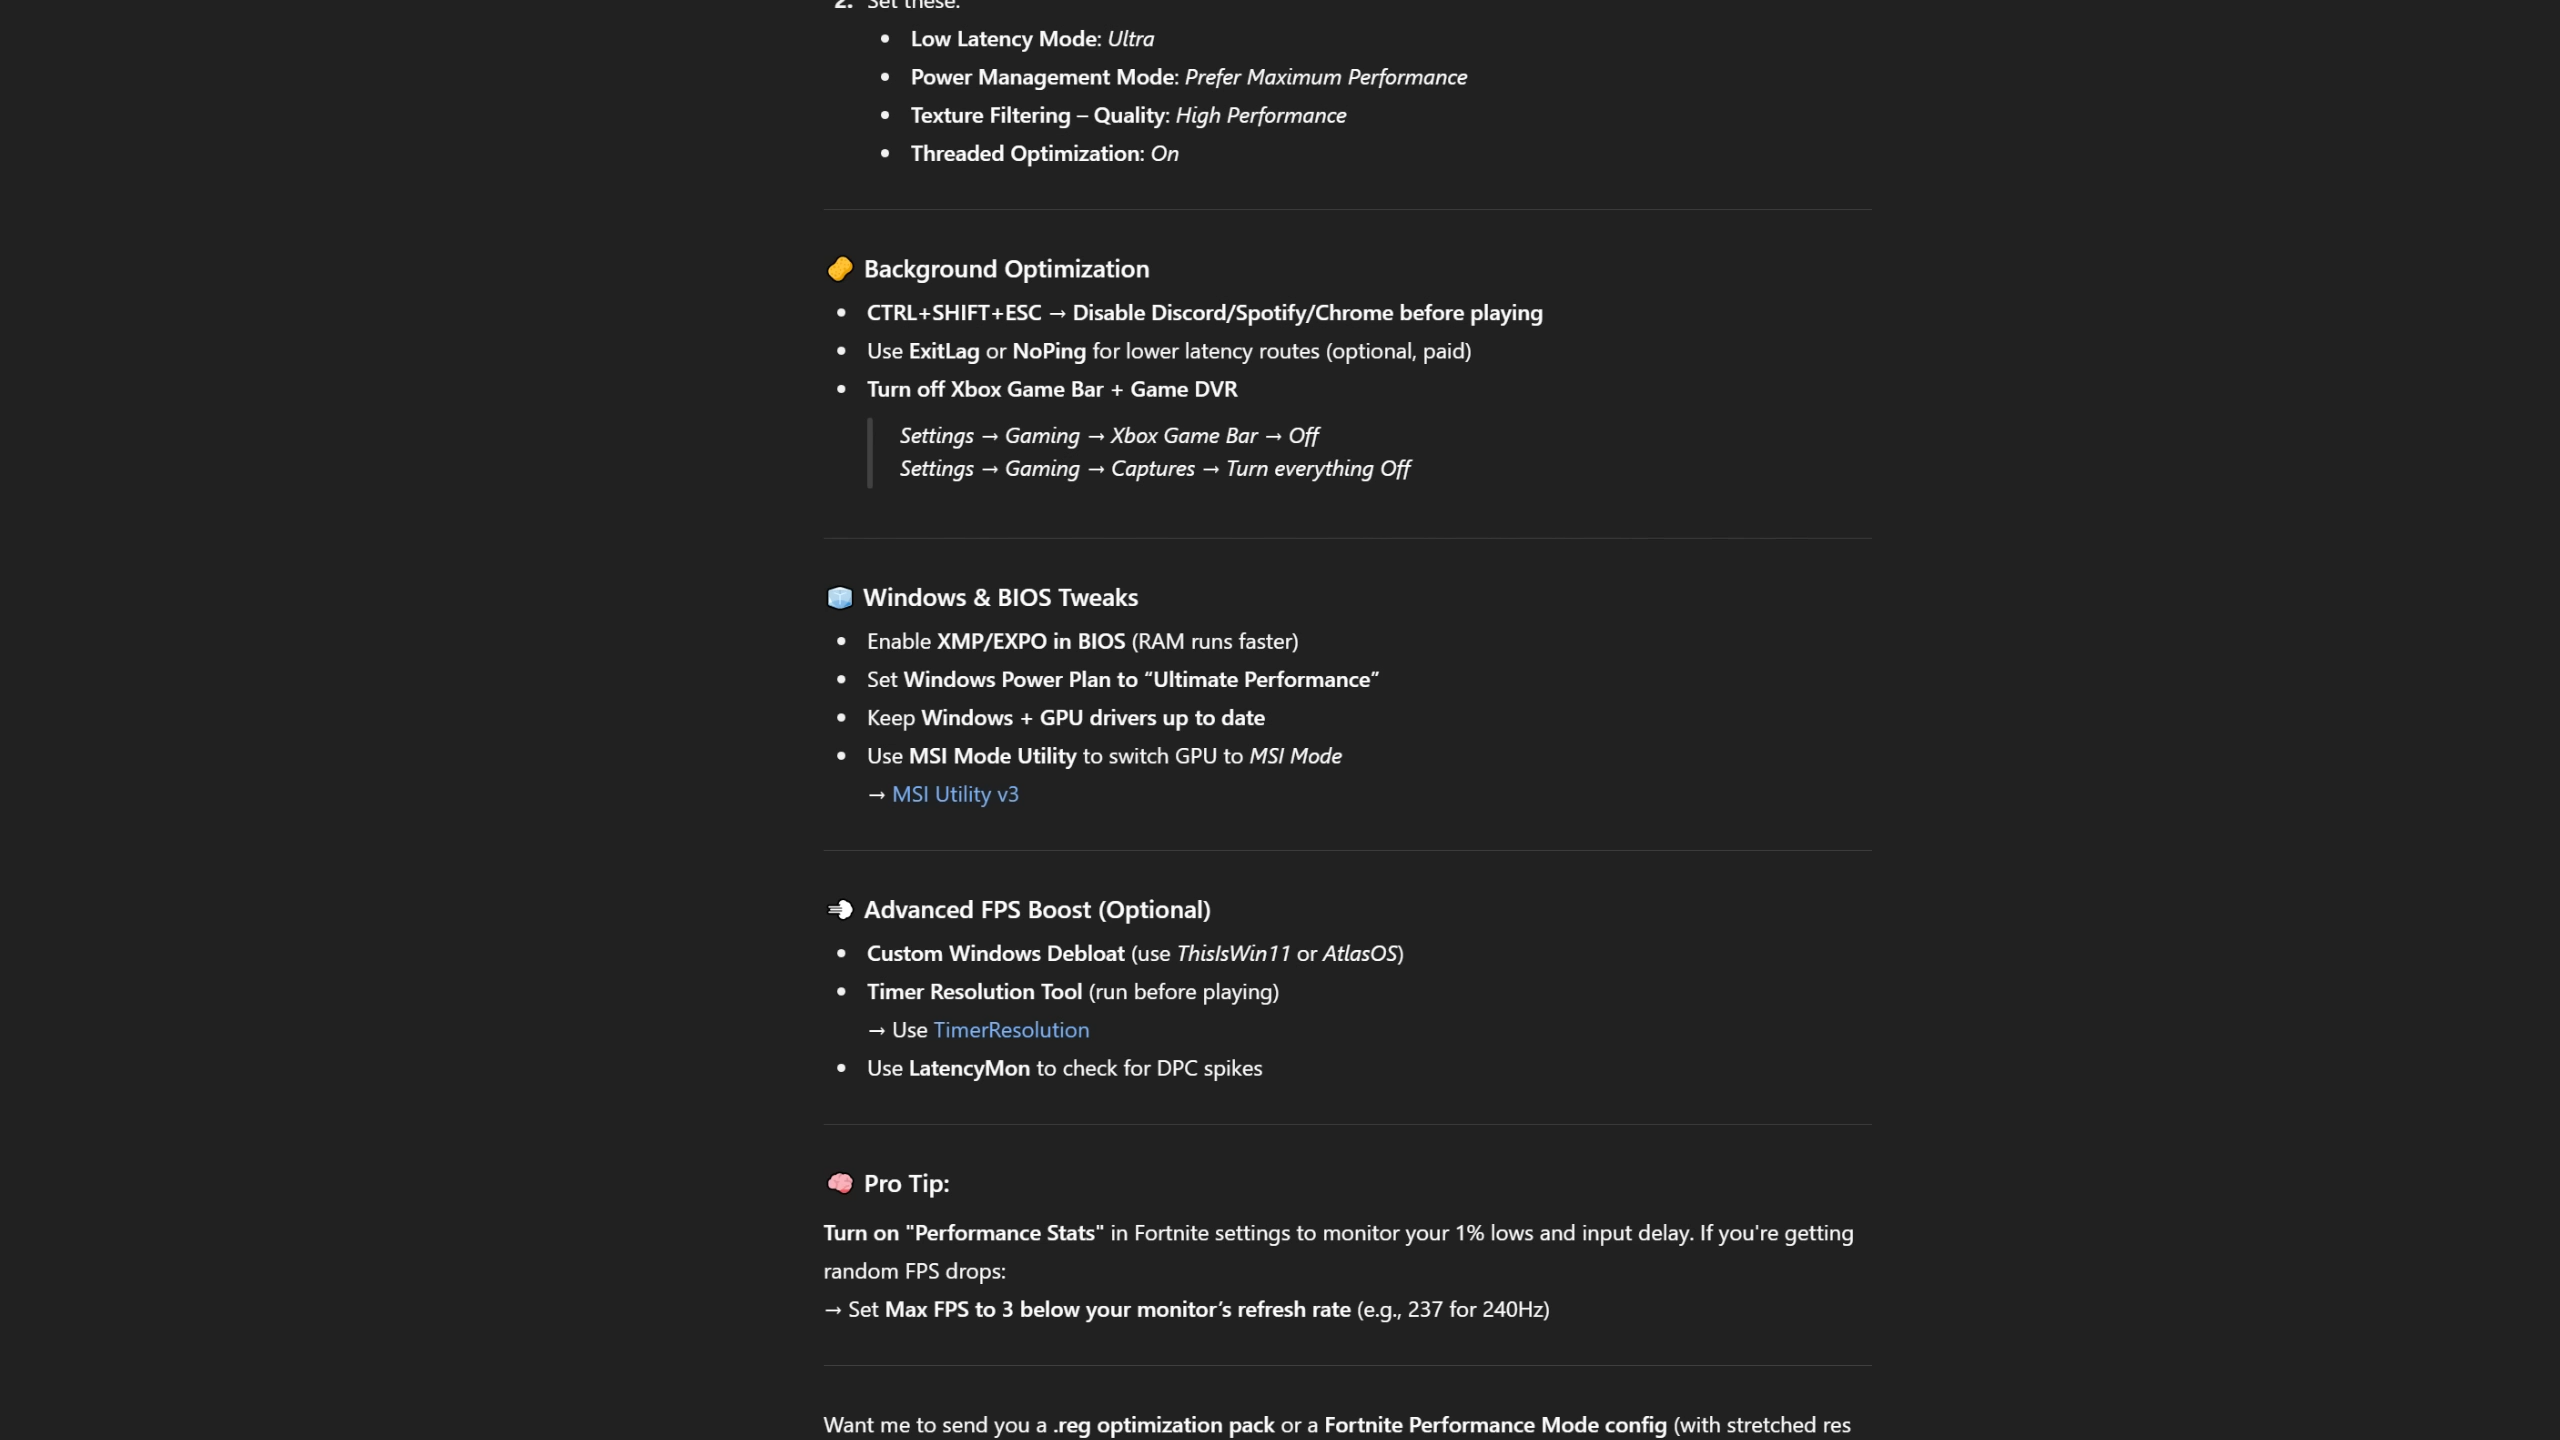 2. Set these:
• Low Latency Mode: Ultra
• Power Management Mode: Prefer Maximum Performance
• Texture Filtering – Quality: High Performance
• Threaded Optimization: On
Background Optimization
• CTRL+SHIFT+ESC → Disable Discord/Spotify/Chrome before playing
• Use ExitLag or NoPing for lower latency routes (optional, paid)
• Turn off Xbox Game Bar + Game DVR
Settings → Gaming → Xbox Game Bar → Off
Settings → Gaming → Captures → Turn everything Off
Windows & BIOS Tweaks
• Enable XMP/EXPO in BIOS (RAM runs faster)
• Set Windows Power Plan to “Ultimate Performance”
• Keep Windows + GPU drivers up to date
• Use MSI Mode Utility to switch GPU to MSI Mode
→ MSI Utility v3
Advanced FPS Boost (Optional)
• Custom Windows Debloat (use ThisIsWin11 or AtlasOS)
• Timer Resolution Tool (run before playing)
→ Use TimerResolution
• Use LatencyMon to check for DPC spikes
Pro Tip:
Turn on "Performance Stats" in Fortnite settings to monitor your 1% lows and input delay. If you're getting
random FPS drops:
→ Set Max FPS to 3 below your monitor’s refresh rate (e.g., 237 for 240Hz)
Want me to send you a .reg optimization pack or a Fortnite Performance Mode config (with stretched res